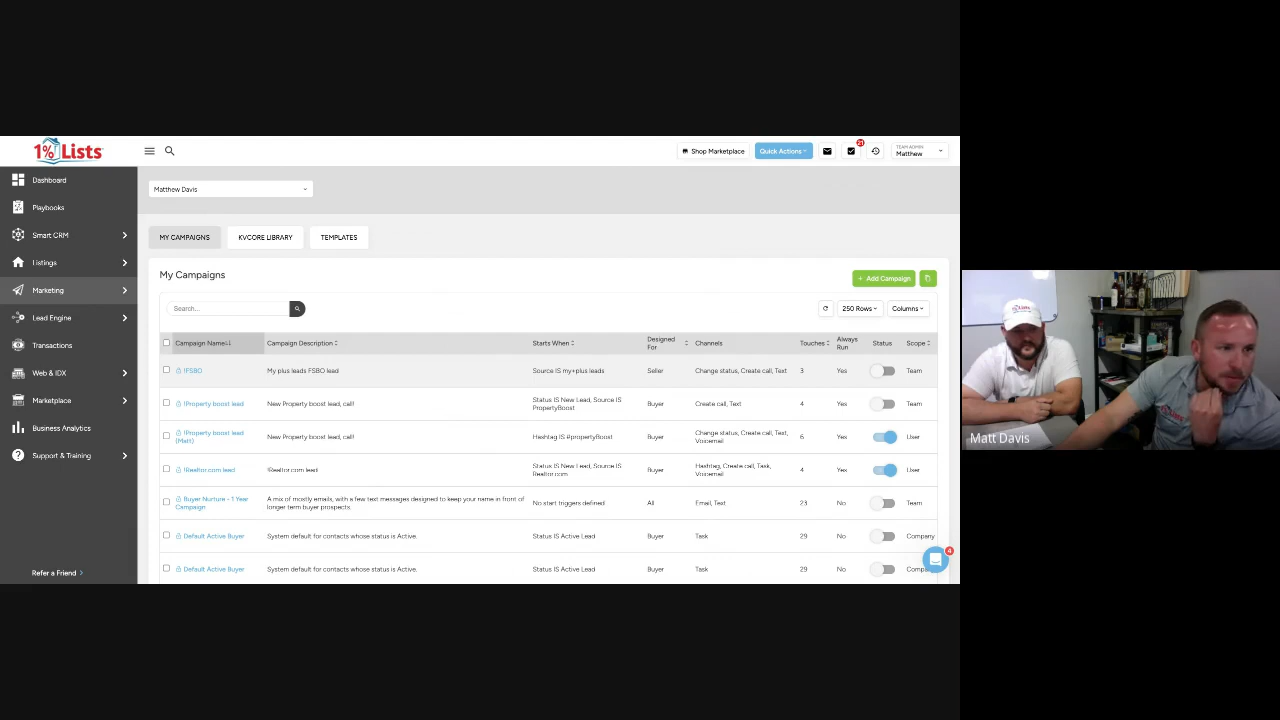 1% Lists
Shop Marketplace
Quick Actions
21
TEAM ADMIN
Matthew
Dashboard
Playbooks
Smart CRM
Listings
Marketing
Lead Engine
Transactions
Web & IDX
Marketplace
Business Analytics
Support & Training
Refer a Friend
Matthew Davis
MY CAMPAIGNS
KVCORE LIBRARY
TEMPLATES
My Campaigns
+ Add Campaign
Search...
250 Rows
Columns
Campaign Name Campaign Description Starts When Designed For Channels Touches Always Run Status Scope
!FSBO My plus leads FSBO lead Source IS my+plus leads Seller Change status, Create call, Text 3 Yes Team
!Property boost lead New Property boost lead, call! Status IS New Lead, Source IS PropertyBoost Buyer Create call, Text 4 Yes Team
!Property boost lead (Matt) New Property boost lead, call! Hashtag IS #propertyBoost Buyer Change status, Create call, Text, Voicemail 6 Yes User
!Realtor.com lead !Realtor.com lead Status IS New Lead, Source IS Realtor.com Buyer Hashtag, Create call, Task, Voicemail 4 Yes User
Buyer Nurture - 1 Year Campaign A mix of mostly emails, with a few text messages designed to keep your name in front of longer term buyer prospects. No start triggers defined All Email, Text 23 No Team
Default Active Buyer System default for contacts whose status is Active. Status IS Active Lead Buyer Task 29 No Company
Default Active Buyer System default for contacts whose status is Active. Status IS Active Lead Buyer Task 29 No
4
Matt Davis